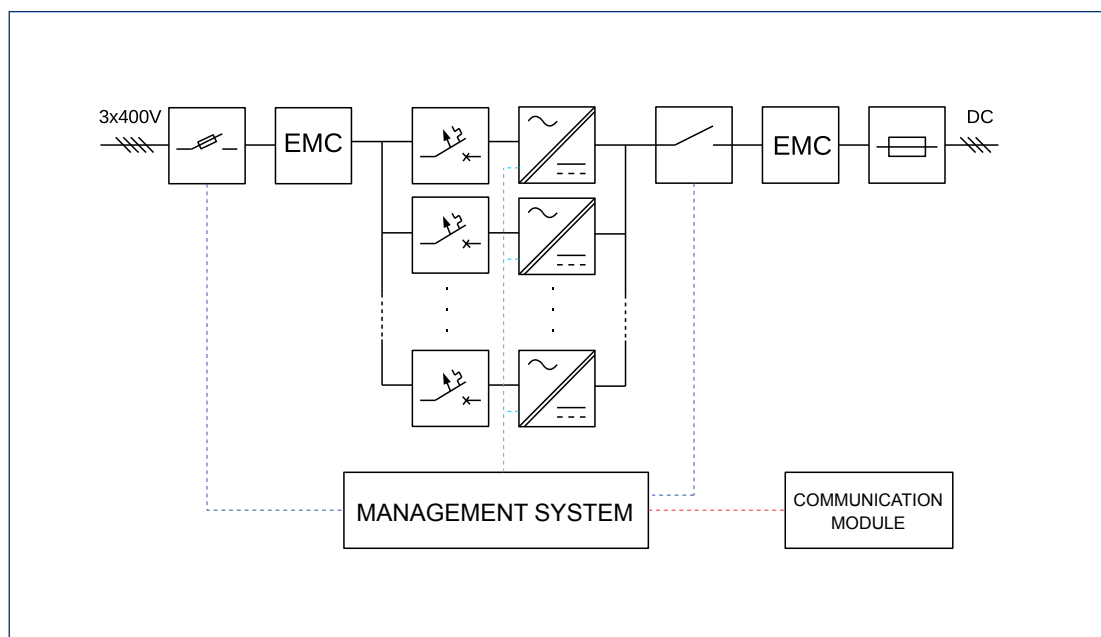 3x400V
EMC
EMC
DC
MANAGEMENT SYSTEM
COMMUNICATION
MODULE